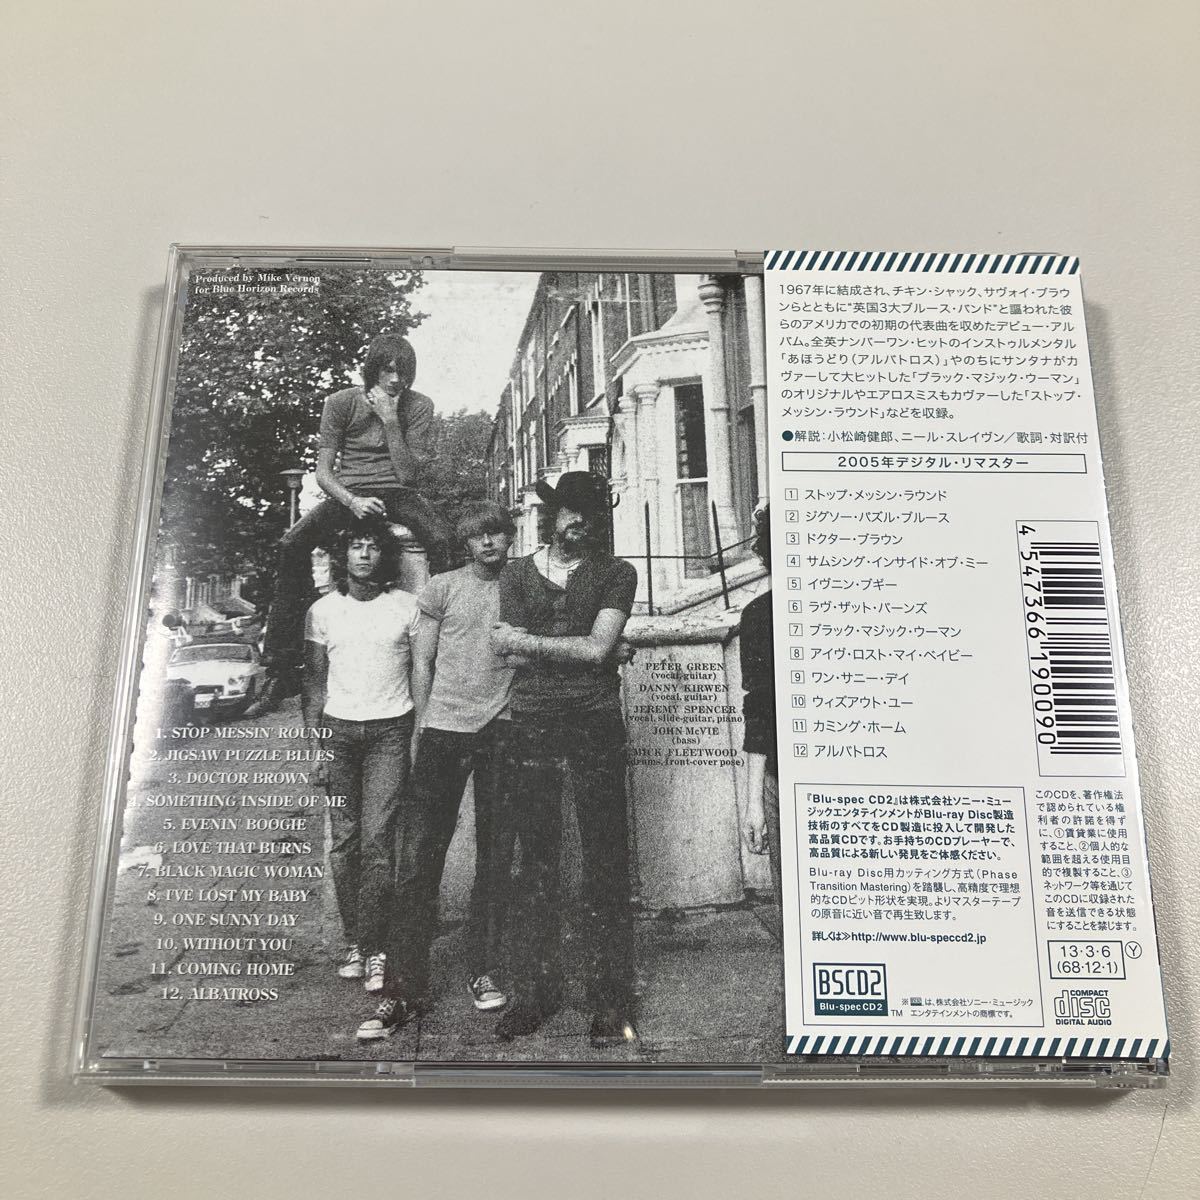 Produced by Mike Vernon
for Blue Horizon Records
PETER GREEN
(vocal, guitar)
DANNY KIRWEN
(vocal, guitar)
JEREMY SPENCER
(vocal, slide-guitar, piano)
JOHN McVIE
(bass)
MICK FLEETWOOD
(drums, front-cover pose)
1. STOP MESSIN' ROUND
2. JIGSAW PUZZLE BLUES
3. DOCTOR BROWN
4. SOMETHING INSIDE OF ME
5. EVENIN' BOOGIE
6. LOVE THAT BURNS
7. BLACK MAGIC WOMAN
8. I'VE LOST MY BABY
9. ONE SUNNY DAY
10. WITHOUT YOU
11. COMING HOME
12. ALBATROSS
1967年に結成され、チキン・シャック、サヴォイ・ブラウ
ンらとともに“英国3大ブルース・バンド”と謳われた彼
らのアメリカでの初期の代表曲を収めたデビュー・アル
バム。全英ナンバーワン・ヒットのインストゥルメンタル
「あほうどり(アルバトロス)」やのちにサンタナがカ
ヴァーして大ヒットした「ブラック・マジック・ウーマン」
のオリジナルやエアロスミスもカヴァーした「ストップ・
メッシン・ラウンド」などを収録。
●解説:小松崎健郎、ニール・スレイヴン/歌詞・対訳付
2005年デジタル・リマスター
1 ストップ・メッシン・ラウンド
2 ジグソー・パズル・ブルース
3 ドクター・ブラウン
4 サムシング・インサイド・オブ・ミー
5 イヴニン・ブギー
6 ラヴ・ザット・バーンズ
7 ブラック・マジック・ウーマン
8 アイヴ・ロスト・マイ・ベイビー
9 ワン・サニー・デイ
10 ウィズアウト・ユー
11 カミング・ホーム
12 アルバトロス
4 547366 190090
『Blu-spec CD2』は株式会社ソニー・ミュー
ジックエンタテインメントがBlu-ray Disc製造
技術のすべてをCD製造に投入して開発した
高品質CDです。お手持ちのCDプレーヤーで、
高品質による新しい発見をご体感ください。
Blu-ray Disc用カッティング方式(Phase
Transition Mastering)を踏襲し、高精度で理想
的なCDピット形状を実現。よりマスターテープ
の原音に近い音で再生致します。
詳しくは≫http://www.blu-speccd2.jp
BSCD2
Blu-spec CD2
TM
※ は、株式会社ソニー・ミュージック
エンタテインメントの商標です。
このCDを、著作権法
で認められている権
利者の許諾を得ず
に、①賃貸業に使用
すること、②個人的な
範囲を超える使用目
的で複製すること、③
ネットワーク等を通じて
このCDに収録された
音を送信できる状態
にすることを禁じます。
13・3・6 Y
(68・12・1)
COMPACT
disc
DIGITAL AUDIO